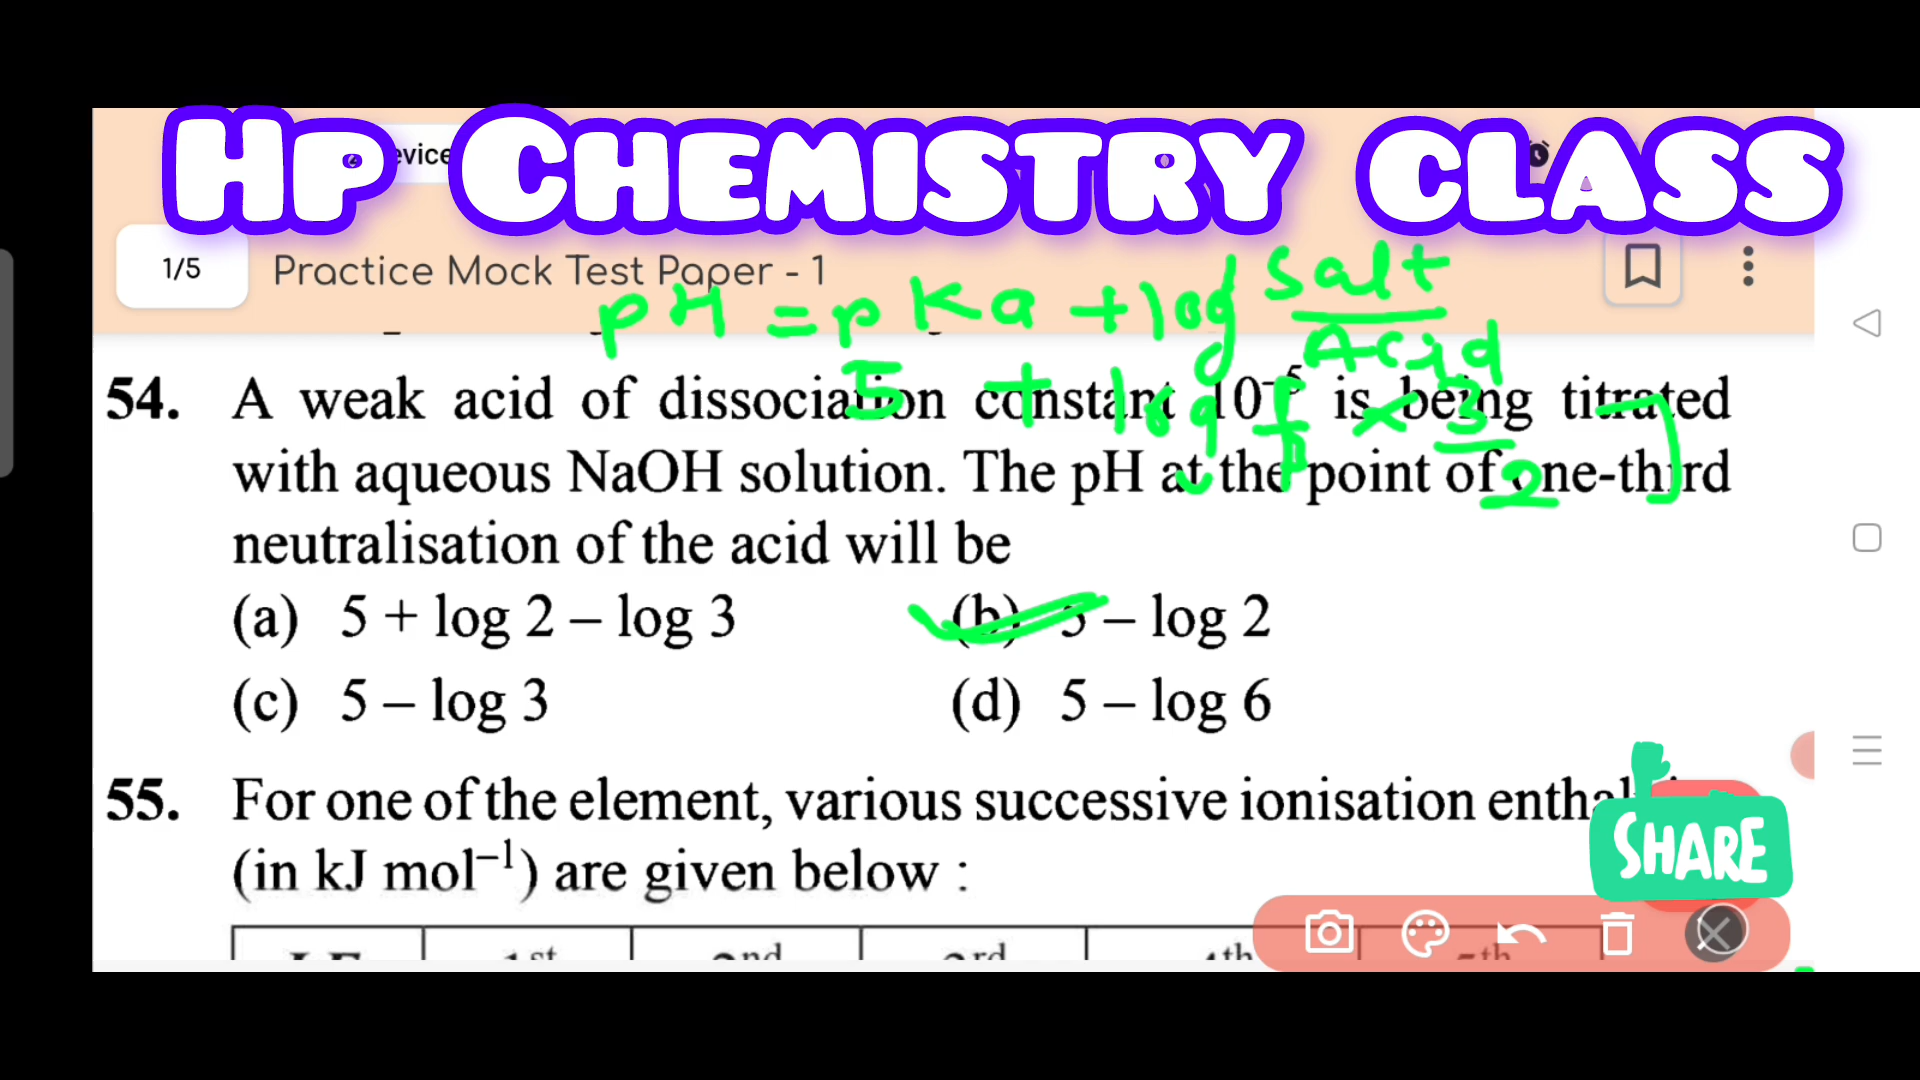 HP CHEMISTRY CLASS
1/5 Practice Mock Test Paper - 1
pH = pKa + log Salt
Acid
5 + log 1/3 × 3/2
54. A weak acid of dissociation constant 10⁻⁵ is being titrated
with aqueous NaOH solution. The pH at the point of one-third
neutralisation of the acid will be
(a) 5 + log 2 – log 3 (b) 5 – log 2
(c) 5 – log 3 (d) 5 – log 6
55. For one of the element, various successive ionisation
(in kJ mol⁻¹) are given below :
SHARE